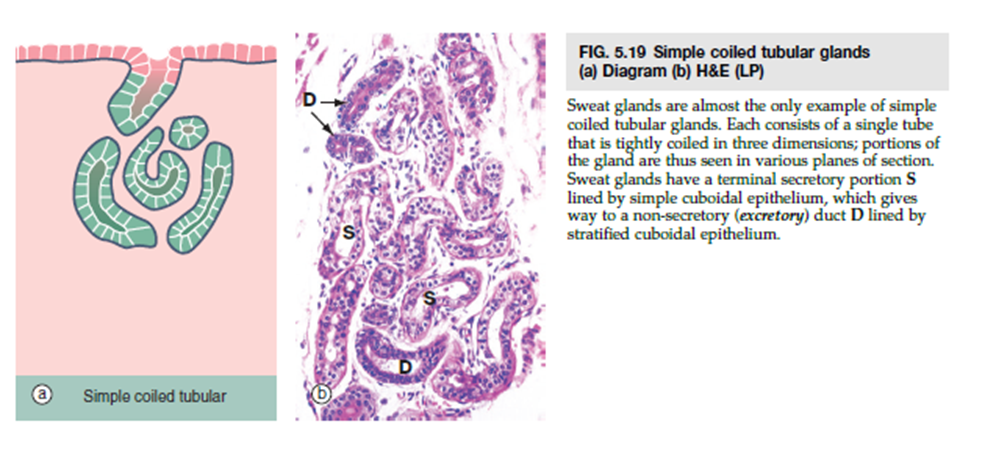 D
S
S
D
a
Simple coiled tubular
b
FIG. 5.19 Simple coiled tubular glands
(a) Diagram (b) H&E (LP)
Sweat glands are almost the only example of simple
coiled tubular glands. Each consists of a single tube
that is tightly coiled in three dimensions; portions of
the gland are thus seen in various planes of section.
Sweat glands have a terminal secretory portion S
lined by simple cuboidal epithelium, which gives
way to a non-secretory (excretory) duct D lined by
stratified cuboidal epithelium.